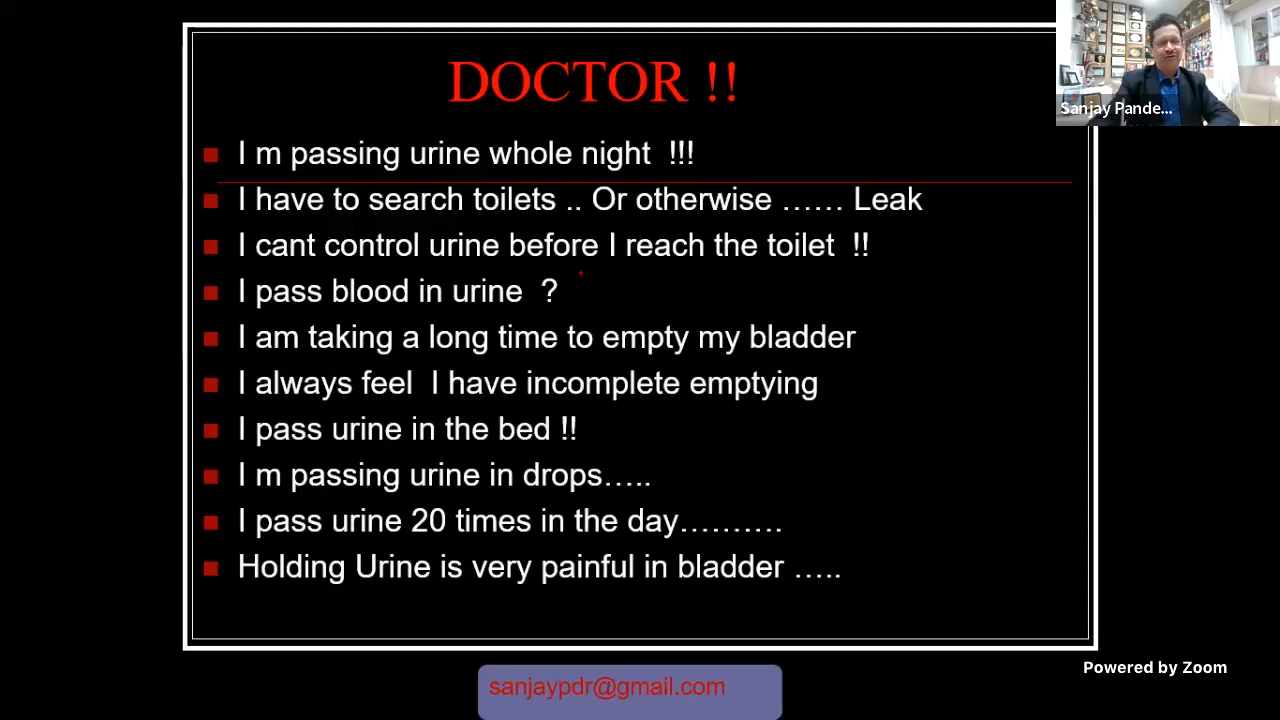 DOCTOR !!
Sanjay Pande...
I m passing urine whole night !!!
I have to search toilets .. Or otherwise …… Leak
I cant control urine before I reach the toilet !!
I pass blood in urine ?
I am taking a long time to empty my bladder
I always feel I have incomplete emptying
I pass urine in the bed !!
I m passing urine in drops…..
I pass urine 20 times in the day……….
Holding Urine is very painful in bladder …..
Powered by Zoom
sanjaypdr@gmail.com